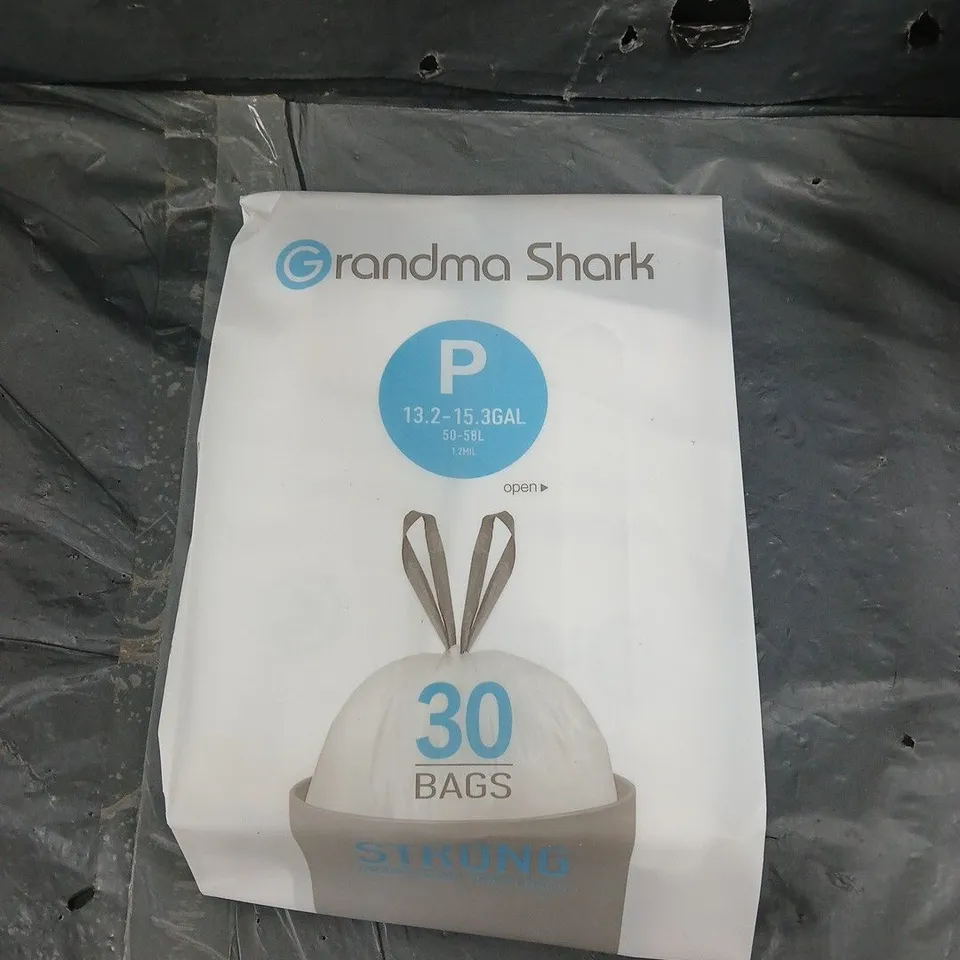 Grandma Shark
P
13.2-15.3GAL
50-58L
1.2MIL
open
30
BAGS
STRONG